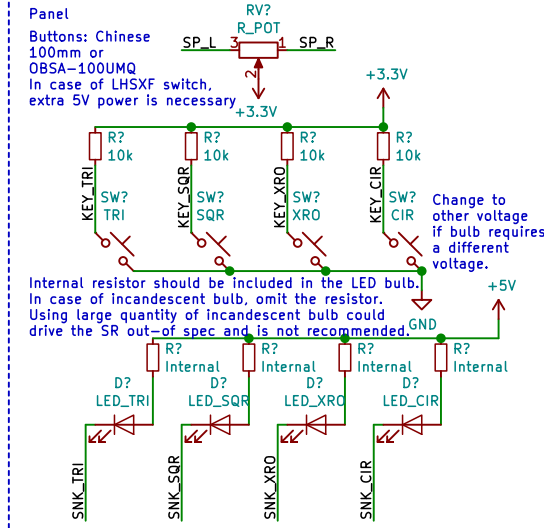 Panel
RV?
R_POT
Buttons: Chinese
100mm or
OBSA-100UMQ
In case of LHSXF switch,
extra 5V power is necessary
SP_L
3
1
SP_R
2
+3.3V
+3.3V
R?
10k
R?
10k
R?
10k
R?
10k
KEY_TRI
KEY_SQR
KEY_XRO
KEY_CIR
SW?
TRI
SW?
SQR
SW?
XRO
SW?
CIR
Change to
other voltage
if bulb requires
a different
voltage.
Internal resistor should be included in the LED bulb.
In case of incandescent bulb, omit the resistor.
Using large quantity of incandescent bulb could
drive the SR out-of spec and is not recommended.
GND
+5V
R?
Internal
R?
Internal
R?
Internal
R?
Internal
D?
LED_TRI
D?
LED_SQR
D?
LED_XRO
D?
LED_CIR
SNK_TRI
SNK_SQR
SNK_XRO
SNK_CIR